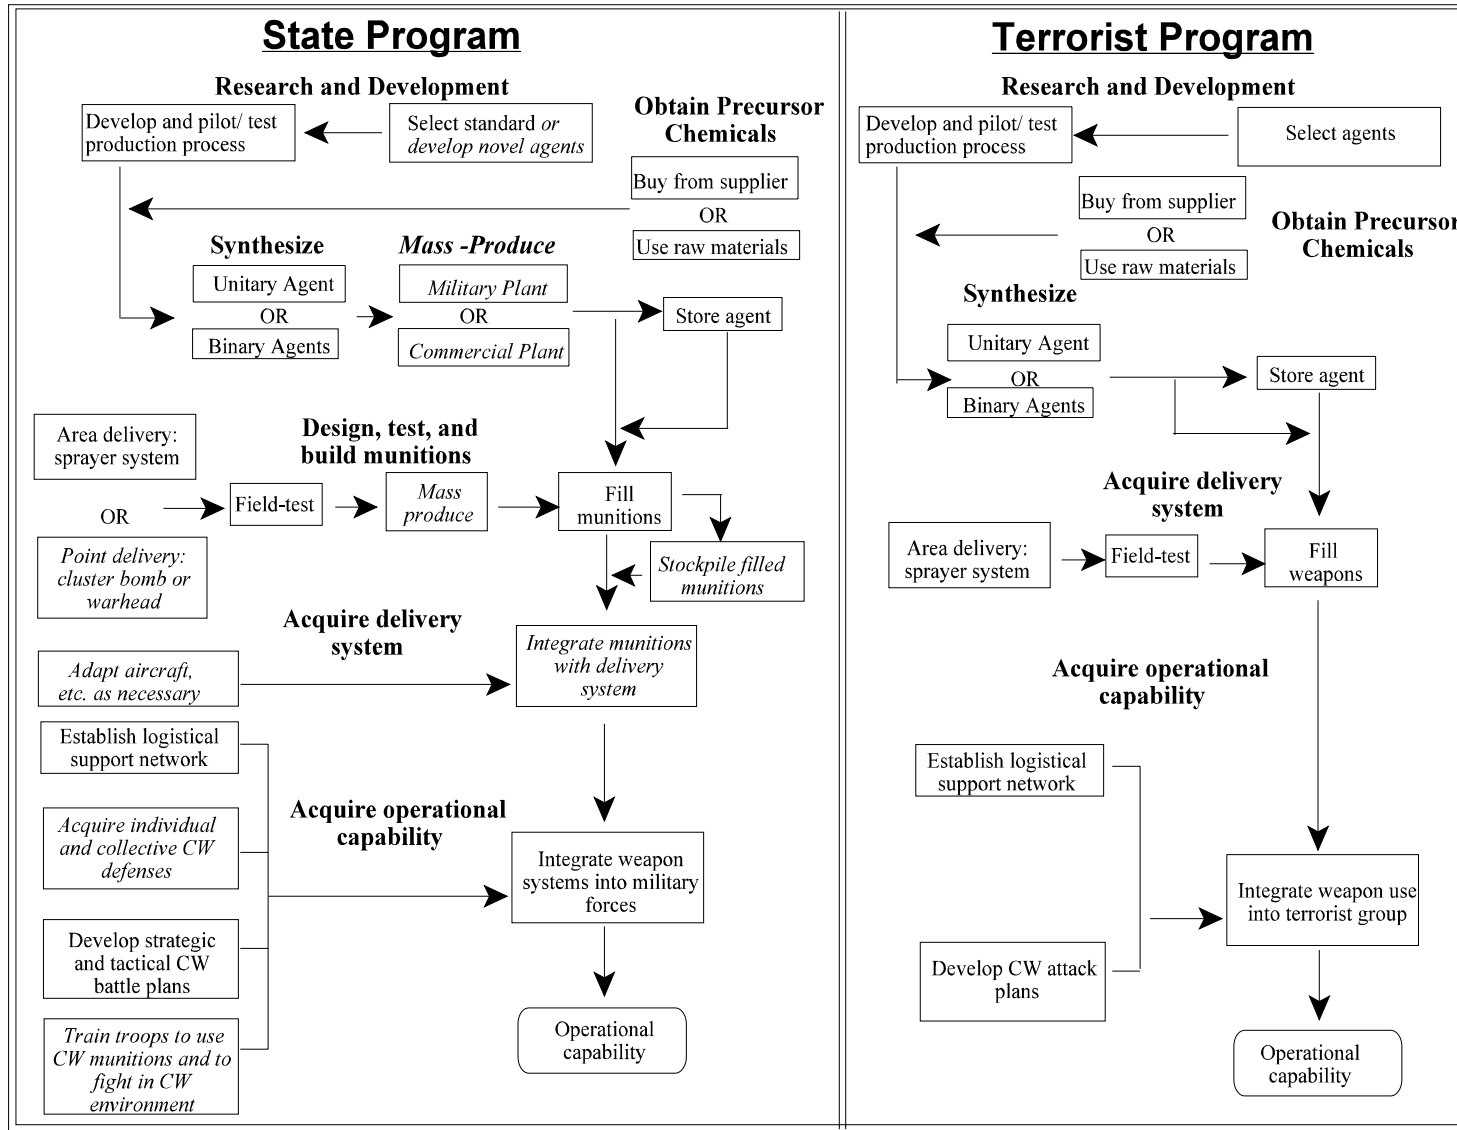 State Program
Research and Development
Develop and pilot/ test
production process
Select standard or
develop novel agents
Obtain Precursor
Chemicals
Buy from supplier
OR
Use raw materials
Synthesize
Unitary Agent
OR
Binary Agents
Mass -Produce
Military Plant
OR
Commercial Plant
Store agent
Area delivery:
sprayer system
OR
Point delivery:
cluster bomb or
warhead
Design, test, and
build munitions
Field-test
Mass
produce
Fill
munitions
Stockpile filled
munitions
Acquire delivery
system
Adapt aircraft,
etc. as necessary
Integrate munitions
with delivery
system
Establish logistical
support network
Acquire individual
and collective CW
defenses
Develop strategic
and tactical CW
battle plans
Train troops to use
CW munitions and to
fight in CW
environment
Acquire operational
capability
Integrate weapon
systems into military
forces
Operational
capability
Terrorist Program
Research and Development
Develop and pilot/ test
production process
Select agents
Buy from supplier
OR
Use raw materials
Obtain Precursor
Chemicals
Synthesize
Unitary Agent
OR
Binary Agents
Store agent
Acquire delivery
system
Area delivery:
sprayer system
Field-test
Fill
weapons
Acquire operational
capability
Establish logistical
support network
Develop CW attack
plans
Integrate weapon use
into terrorist group
Operational
capability